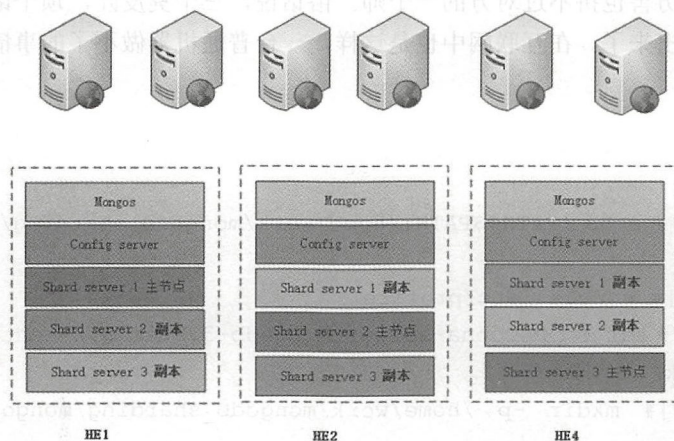 Mongos
Config server
Shard server 1 主节点
Shard server 2 副本
Shard server 3 副本
HE1
Mongos
Config server
Shard server 1 副本
Shard server 2 主节点
Shard server 3 副本
HE2
Mongos
Config server
Shard server 1 副本
Shard server 2 副本
Shard server 3 主节点
HE4